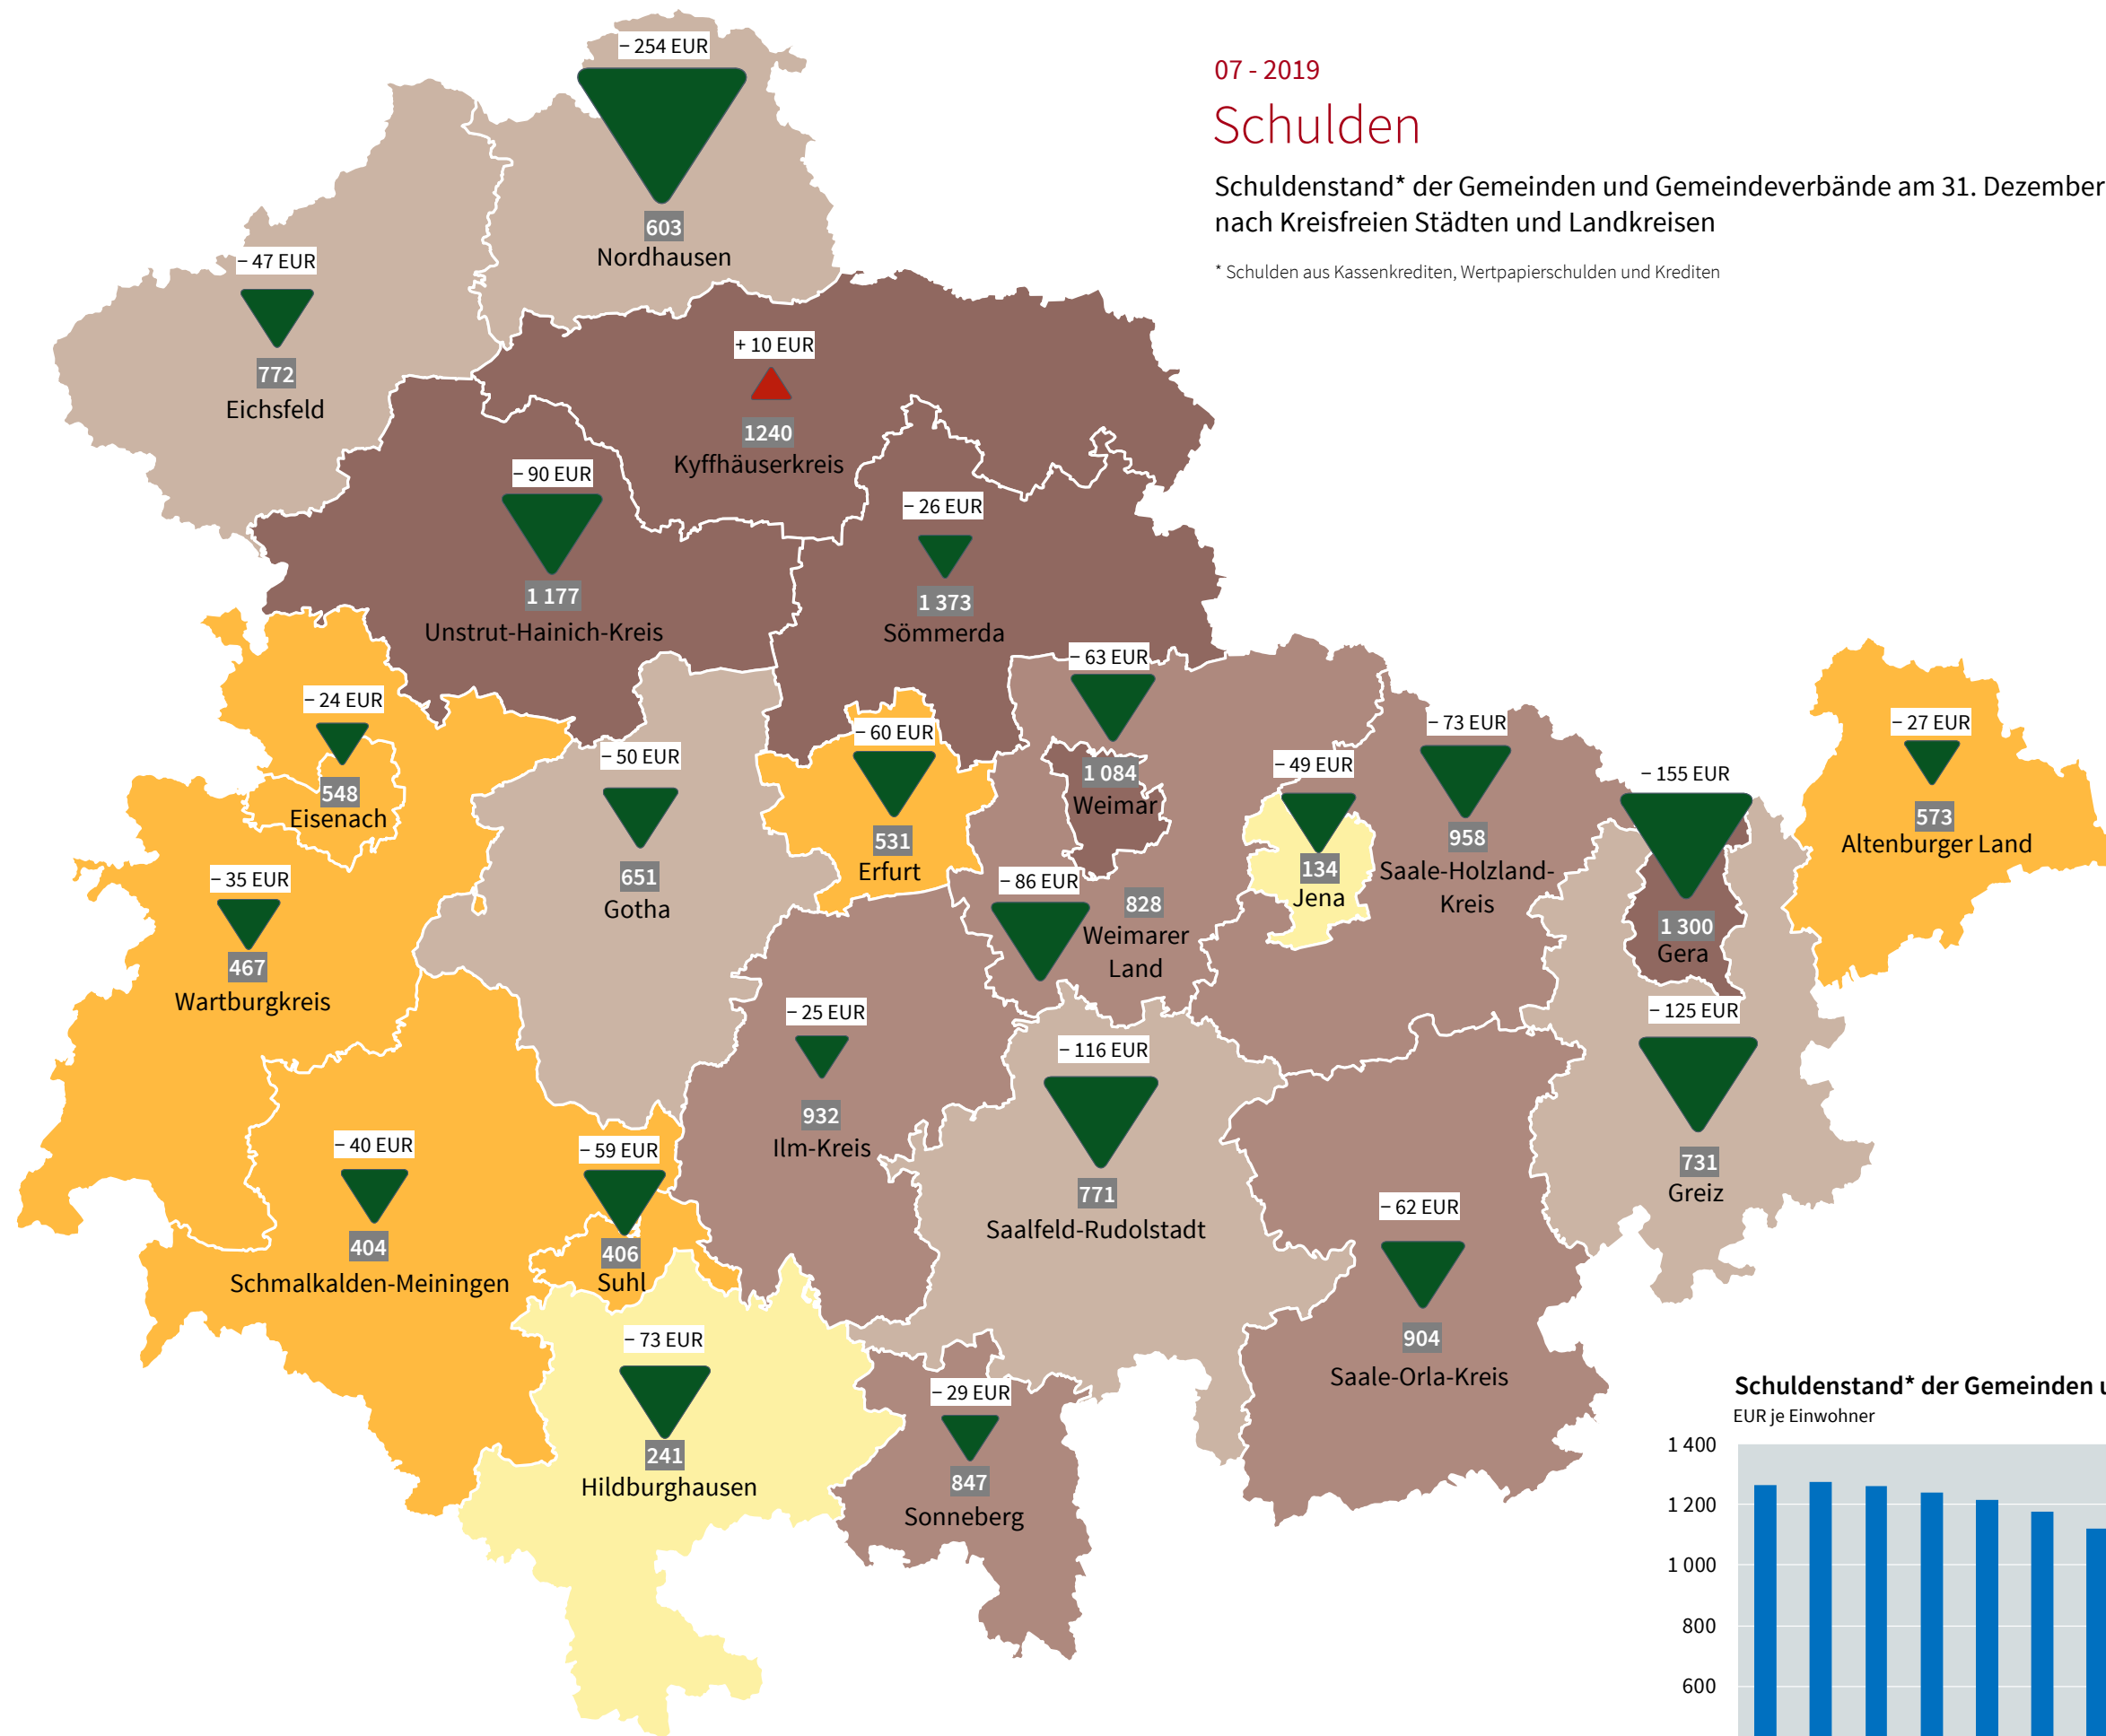 07 - 2019
Schulden
Schuldenstand* der Gemeinden und Gemeindeverbände am 31. Dezember
nach Kreisfreien Städten und Landkreisen
* Schulden aus Kassenkrediten, Wertpapierschulden und Krediten
− 254 EUR
603
Nordhausen
− 47 EUR
772
Eichsfeld
+ 10 EUR
1240
Kyffhäuserkreis
− 90 EUR
1 177
Unstrut-Hainich-Kreis
− 26 EUR
1 373
Sömmerda
− 63 EUR
1 084
Weimar
− 24 EUR
548
Eisenach
− 50 EUR
651
Gotha
− 60 EUR
531
Erfurt
− 49 EUR
134
Jena
− 73 EUR
958
Saale-Holzland-
Kreis
− 155 EUR
1 300
Gera
− 27 EUR
573
Altenburger Land
− 35 EUR
467
Wartburgkreis
− 86 EUR
828
Weimarer
Land
− 25 EUR
932
Ilm-Kreis
− 116 EUR
771
Saalfeld-Rudolstadt
− 125 EUR
731
Greiz
− 40 EUR
404
Schmalkalden-Meiningen
− 59 EUR
406
Suhl
− 62 EUR
904
Saale-Orla-Kreis
− 73 EUR
241
Hildburghausen
− 29 EUR
847
Sonneberg
Schuldenstand* der Gemeinden
EUR je Einwohner
1 400
1 200
1 000
800
600